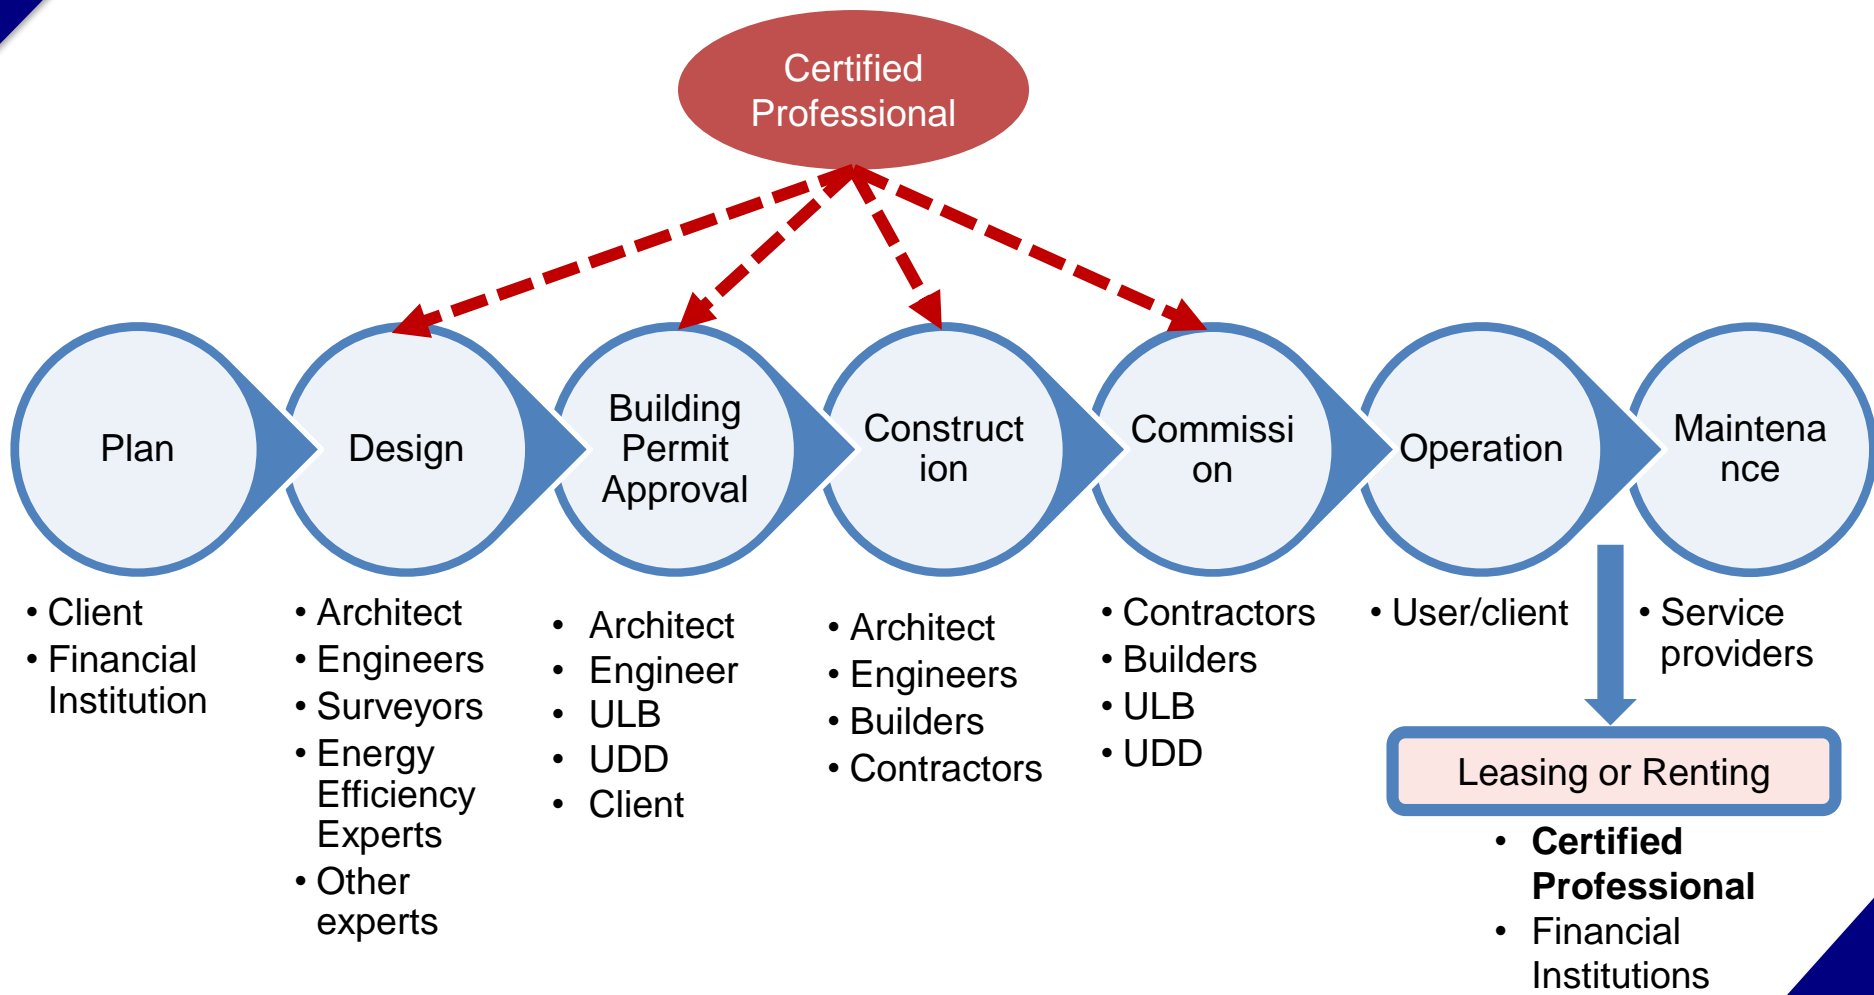 Certified
Professional
Plan
Design
Building
Permit
Approval
Construct
ion
Commissi
on
Operation
Maintena
nce
• Client
• Financial
Institution
• Architect
• Engineers
• Surveyors
• Energy
Efficiency
Experts
• Other
experts
• Architect
• Engineer
• ULB
• UDD
• Client
• Architect
• Engineers
• Builders
• Contractors
• Contractors
• Builders
• ULB
• UDD
• User/client
• Service
providers
Leasing or Renting
• Certified
Professional
• Financial
Institutions